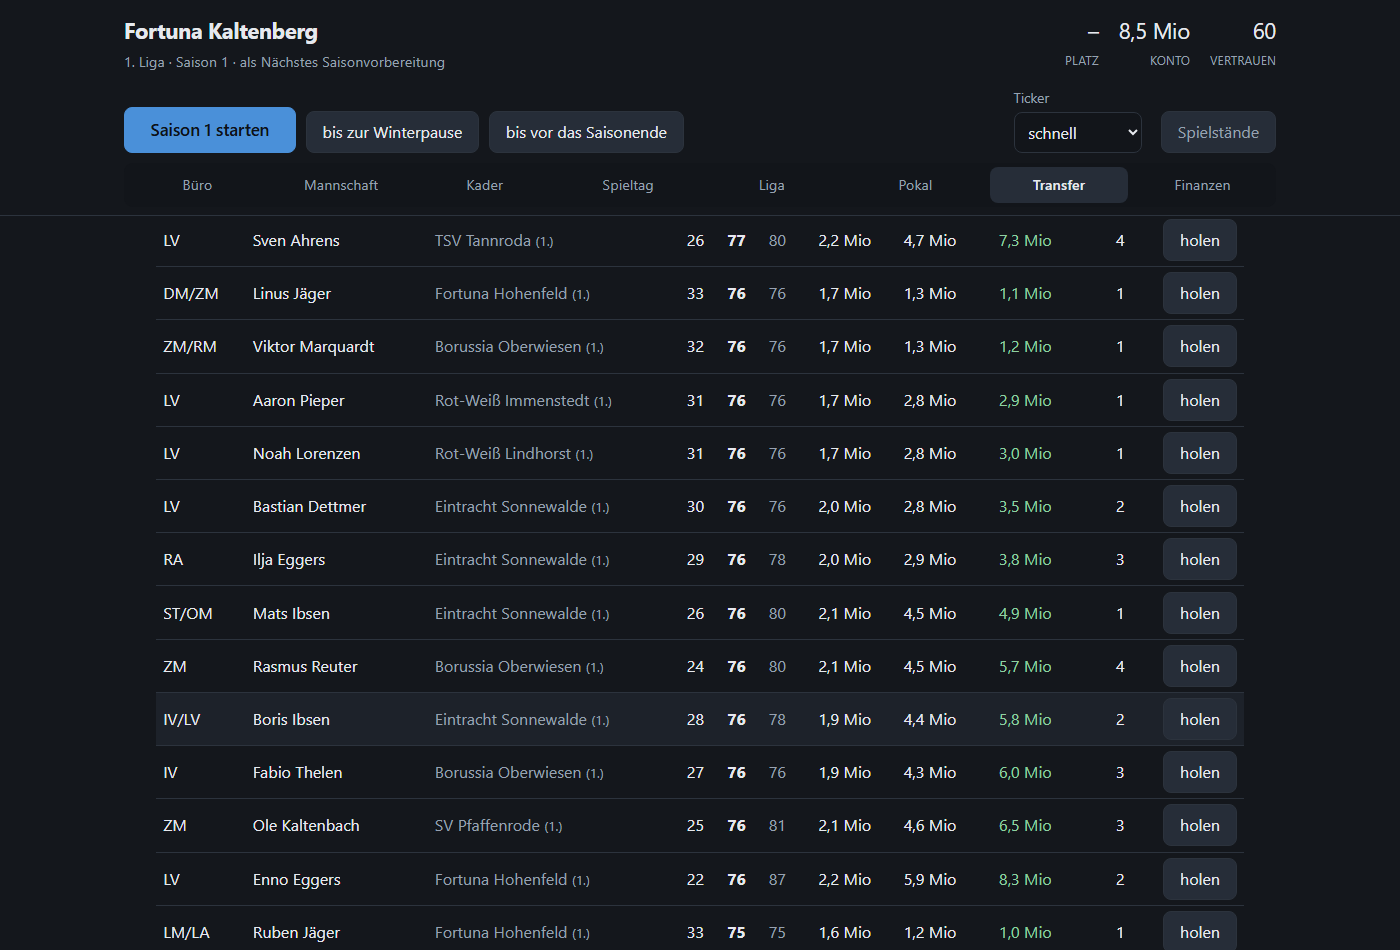 Fortuna Kaltenberg
1. Liga · Saison 1 · als Nächstes Saisonvorbereitung
– 8,5 Mio 60
PLATZ KONTO VERTRAUEN
Saison 1 starten bis zur Winterpause bis vor das Saisonende
Ticker
schnell Spielstände
Büro Mannschaft Kader Spieltag Liga Pokal Transfer Finanzen
LV Sven Ahrens TSV Tannroda (1.) 26 77 80 2,2 Mio 4,7 Mio 7,3 Mio 4 holen
DM/ZM Linus Jäger Fortuna Hohenfeld (1.) 33 76 76 1,7 Mio 1,3 Mio 1,1 Mio 1 holen
ZM/RM Viktor Marquardt Borussia Oberwiesen (1.) 32 76 76 1,7 Mio 1,3 Mio 1,2 Mio 1 holen
LV Aaron Pieper Rot-Weiß Immenstedt (1.) 31 76 76 1,7 Mio 2,8 Mio 2,9 Mio 1 holen
LV Noah Lorenzen Rot-Weiß Lindhorst (1.) 31 76 76 1,7 Mio 2,8 Mio 3,0 Mio 1 holen
LV Bastian Dettmer Eintracht Sonnewalde (1.) 30 76 76 2,0 Mio 2,8 Mio 3,5 Mio 2 holen
RA Ilja Eggers Eintracht Sonnewalde (1.) 29 76 78 2,0 Mio 2,9 Mio 3,8 Mio 3 holen
ST/OM Mats Ibsen Eintracht Sonnewalde (1.) 26 76 80 2,1 Mio 4,5 Mio 4,9 Mio 1 holen
ZM Rasmus Reuter Borussia Oberwiesen (1.) 24 76 80 2,1 Mio 4,5 Mio 5,7 Mio 4 holen
IV/LV Boris Ibsen Eintracht Sonnewalde (1.) 28 76 78 1,9 Mio 4,4 Mio 5,8 Mio 2 holen
IV Fabio Thelen Borussia Oberwiesen (1.) 27 76 76 1,9 Mio 4,3 Mio 6,0 Mio 3 holen
ZM Ole Kaltenbach SV Pfaffenrode (1.) 25 76 81 2,1 Mio 4,6 Mio 6,5 Mio 3 holen
LV Enno Eggers Fortuna Hohenfeld (1.) 22 76 87 2,2 Mio 5,9 Mio 8,3 Mio 2 holen
LM/LA Ruben Jäger Fortuna Hohenfeld (1.) 33 75 75 1,6 Mio 1,2 Mio 1,0 Mio 1 holen